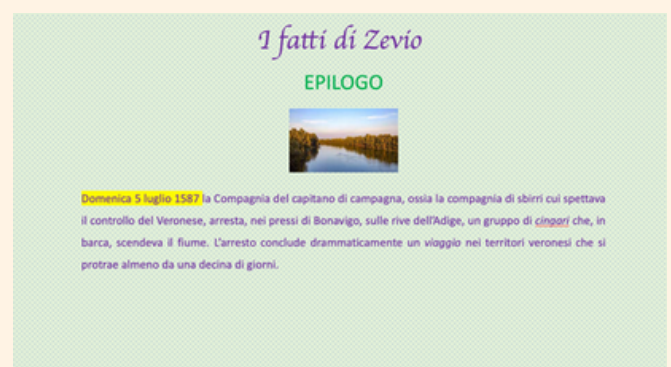 I fatti di Zevio
EPILOGO
Domenica 5 luglio 1587 la Compagnia del capitano di campagna, ossia la compagnia di sbirri cui spettava
il controllo del Veronese, arresta, nei pressi di Bonavigo, sulle rive dell'Adige, un gruppo di cingari che, in
barca, scendeva il fiume. L'arresto conclude drammaticamente un viaggio nei territori veronesi che si
protrae almeno da una decina di giorni.